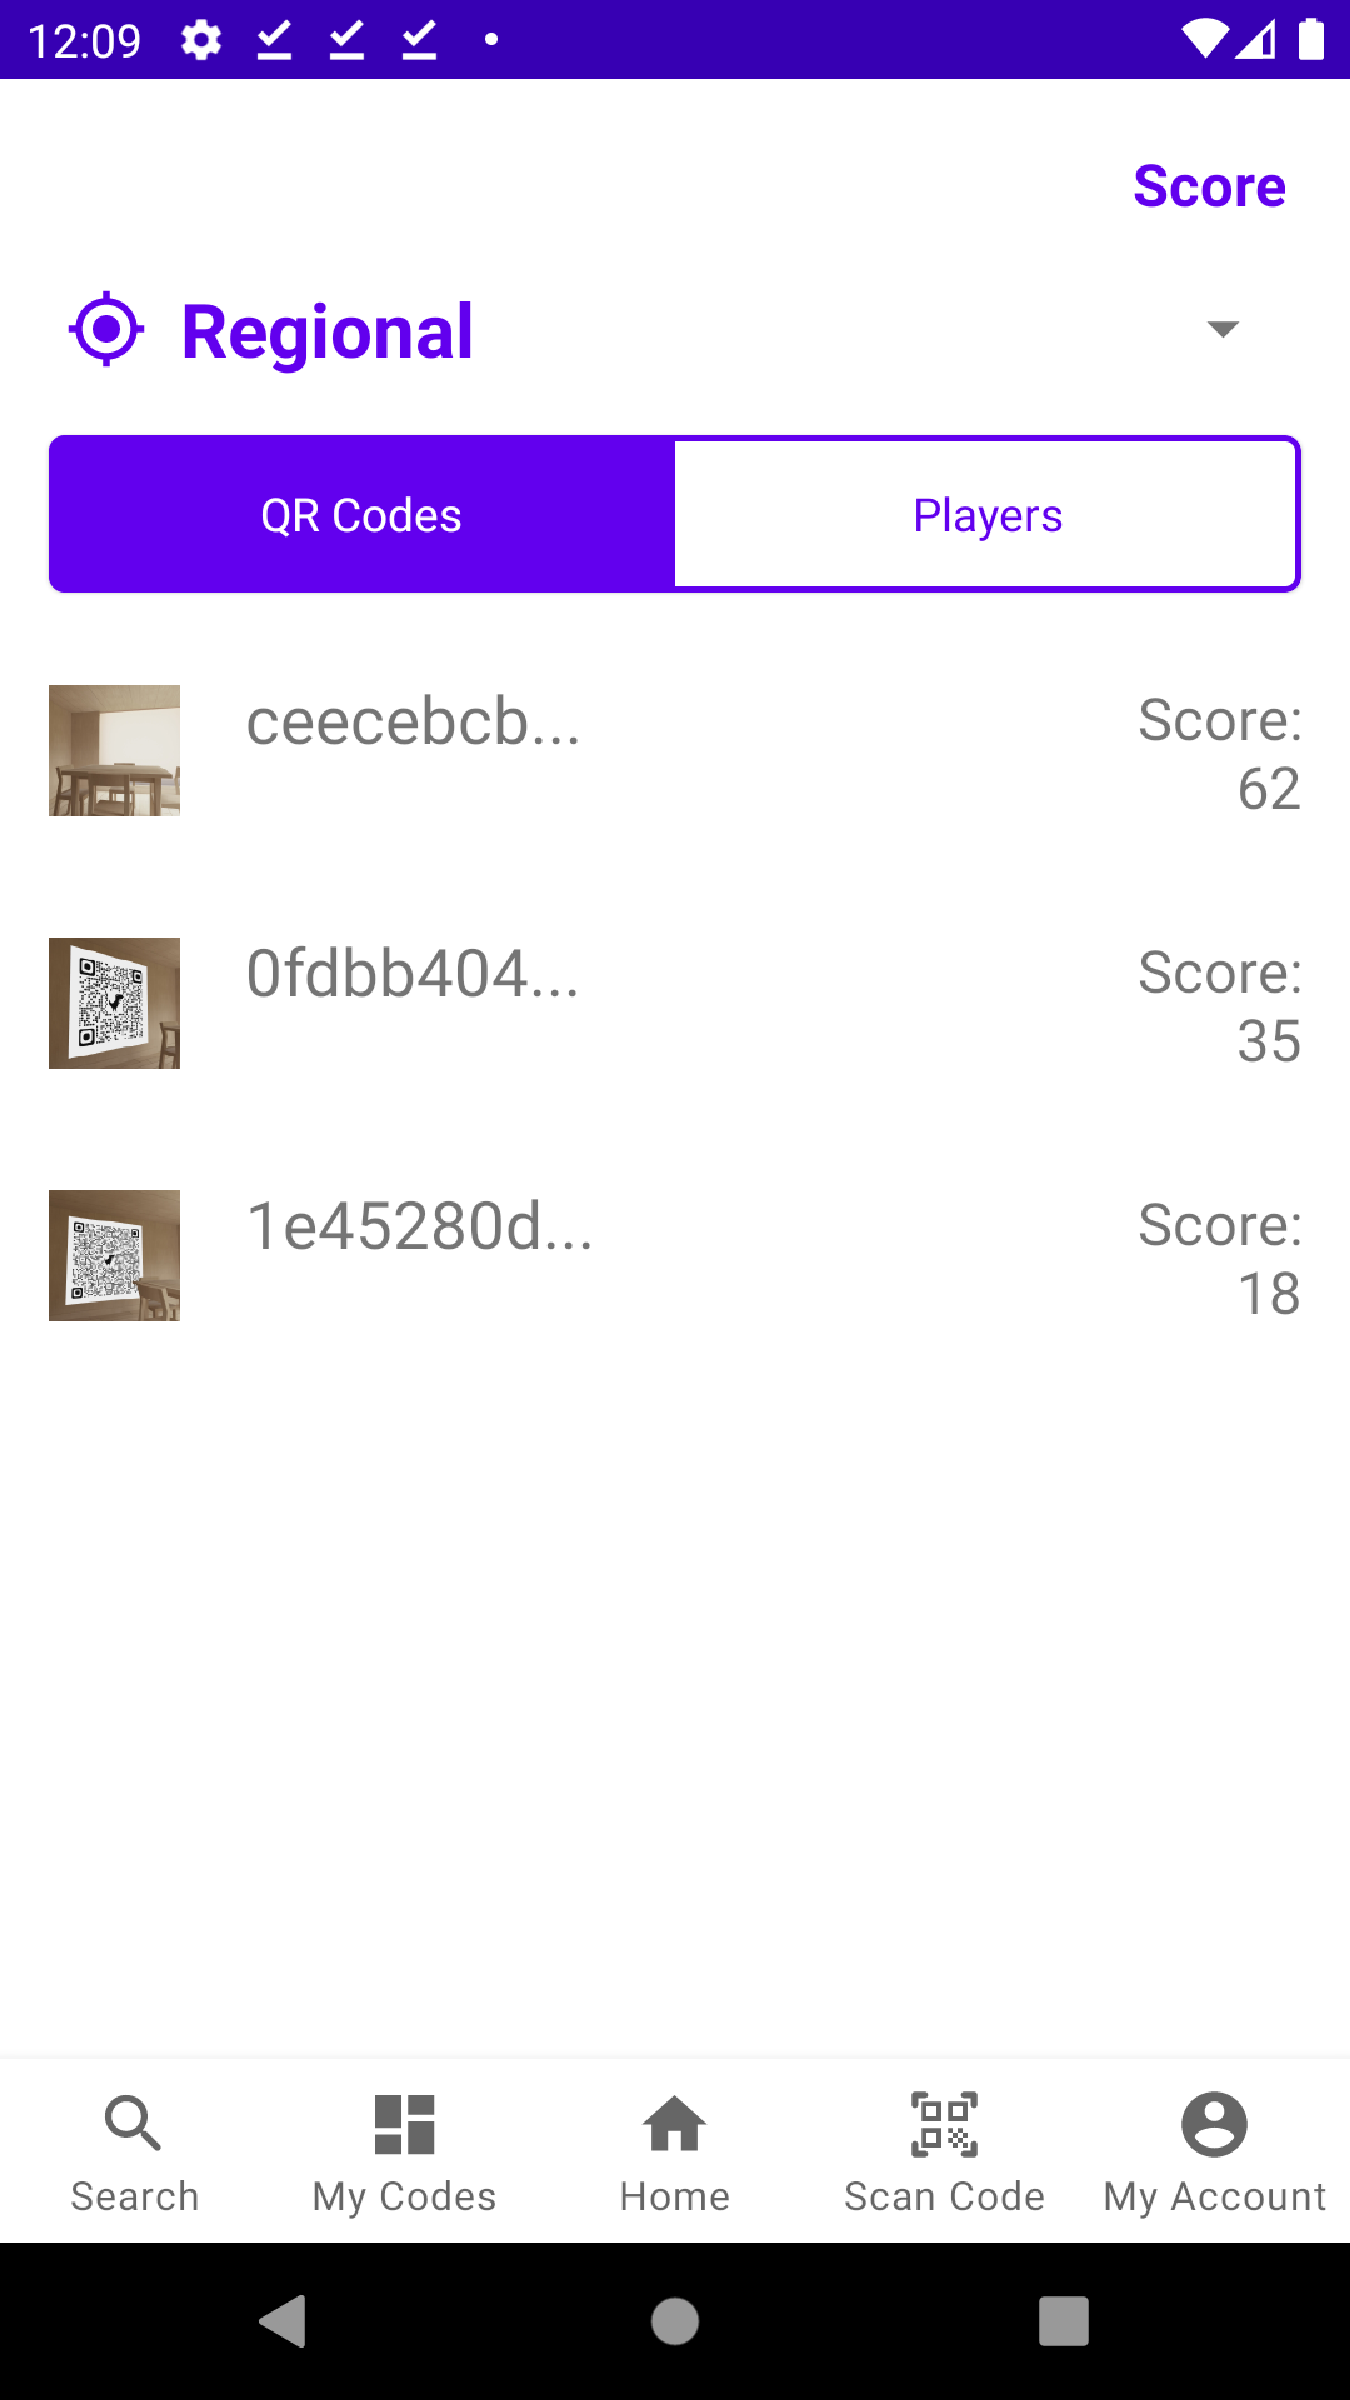 12:09
Score
Regional
QR Codes
Players
ceecebcb...
Score:
62
0fdbb404...
Score:
35
1e45280d...
Score:
18
Search
My Codes
Home
Scan Code
My Account